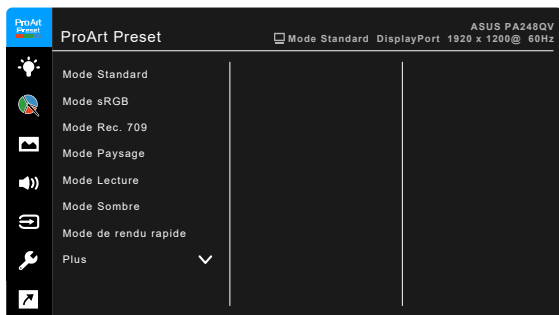 ProArt
Preset
ProArt Preset
ASUS PA248QV
Mode Standard DisplayPort 1920 x 1200@ 60Hz
Mode Standard
Mode sRGB
Mode Rec. 709
Mode Paysage
Mode Lecture
Mode Sombre
Mode de rendu rapide
Plus